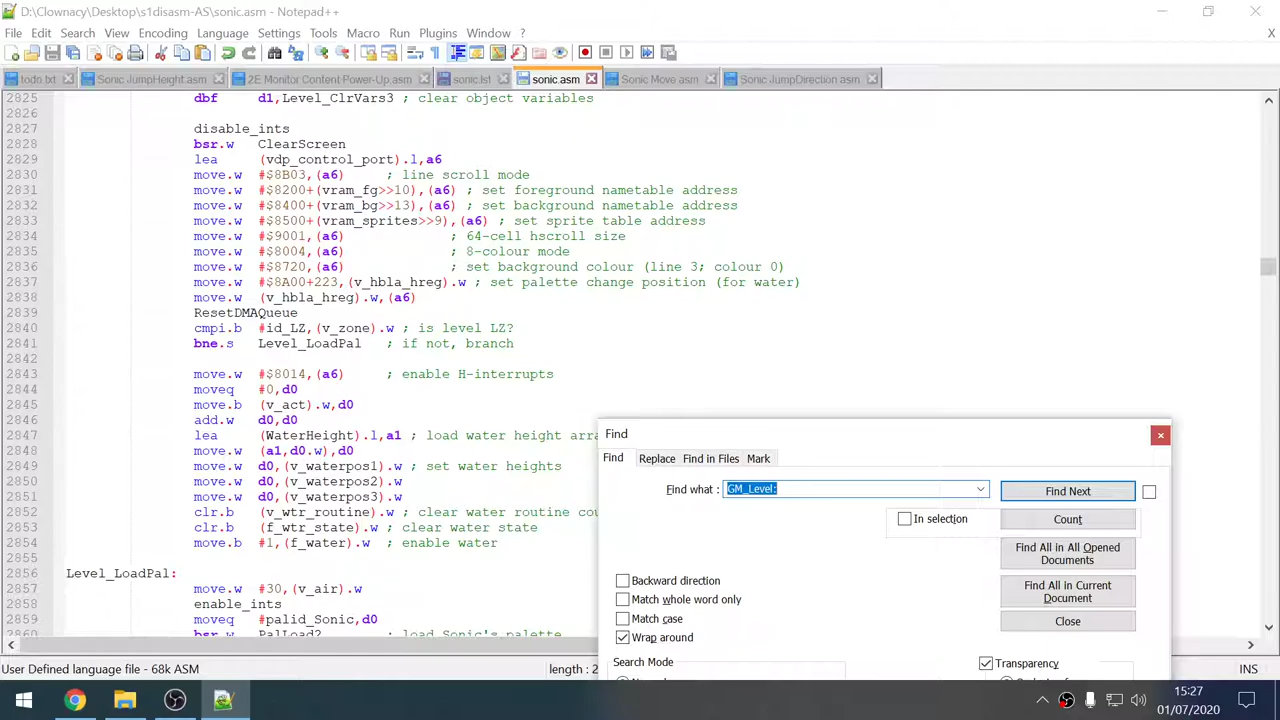 D:\Clownacy\Desktop\s1disasm-AS\sonic.asm - Notepad++
File Edit Search View Encoding Language Settings Tools Macro Run Plugins Window ? X
todo.txt Sonic JumpHeight.asm 2E Monitor Content Power-Up.asm sonic.lst sonic.asm Sonic Move.asm Sonic JumpDirection.asm
2825 dbf d1,Level_ClrVars3 ; clear object variables
2826
2827 disable_ints
2828 bsr.w ClearScreen
2829 lea (vdp_control_port).l,a6
2830 move.w #$8B03,(a6) ; line scroll mode
2831 move.w #$8200+(vram_fg>>10),(a6) ; set foreground nametable address
2832 move.w #$8400+(vram_bg>>13),(a6) ; set background nametable address
2833 move.w #$8500+(vram_sprites>>9),(a6) ; set sprite table address
2834 move.w #$9001,(a6) ; 64-cell hscroll size
2835 move.w #$8004,(a6) ; 8-colour mode
2836 move.w #$8720,(a6) ; set background colour (line 3; colour 0)
2837 move.w #$8A00+223,(v_hbla_hreg).w ; set palette change position (for water)
2838 move.w (v_hbla_hreg).w,(a6)
2839 ResetDMAQueue
2840 cmpi.b #id_LZ,(v_zone).w ; is level LZ?
2841 bne.s Level_LoadPal ; if not, branch
2842
2843 move.w #$8014,(a6) ; enable H-interrupts
2844 moveq #0,d0
2845 move.b (v_act).w,d0
2846 add.w d0,d0
2847 lea (WaterHeight).l,a1 ; load water height arra
2848 move.w (a1,d0.w),d0
2849 move.w d0,(v_waterpos1).w ; set water heights
2850 move.w d0,(v_waterpos2).w
2851 move.w d0,(v_waterpos3).w
2852 clr.b (v_wtr_routine).w ; clear water routine cou
2853 clr.b (f_wtr_state).w ; clear water state
2854 move.b #1,(f_water).w ; enable water
2855
2856 Level_LoadPal:
2857 move.w #30,(v_air).w
2858 enable_ints
2859 moveq #palid_Sonic,d0
2860 bsr.w PalLoad2 ; load Sonic's palette
Find
Find Replace Find in Files Mark
Find what : GM_Level: Find Next
In selection Count
Find All in All Opened Documents
Backward direction
Match whole word only
Find All in Current Document
Match case
Close
Wrap around
Search Mode
Transparency
User Defined language file - 68k ASM length : 2 INS
15:27
01/07/2020